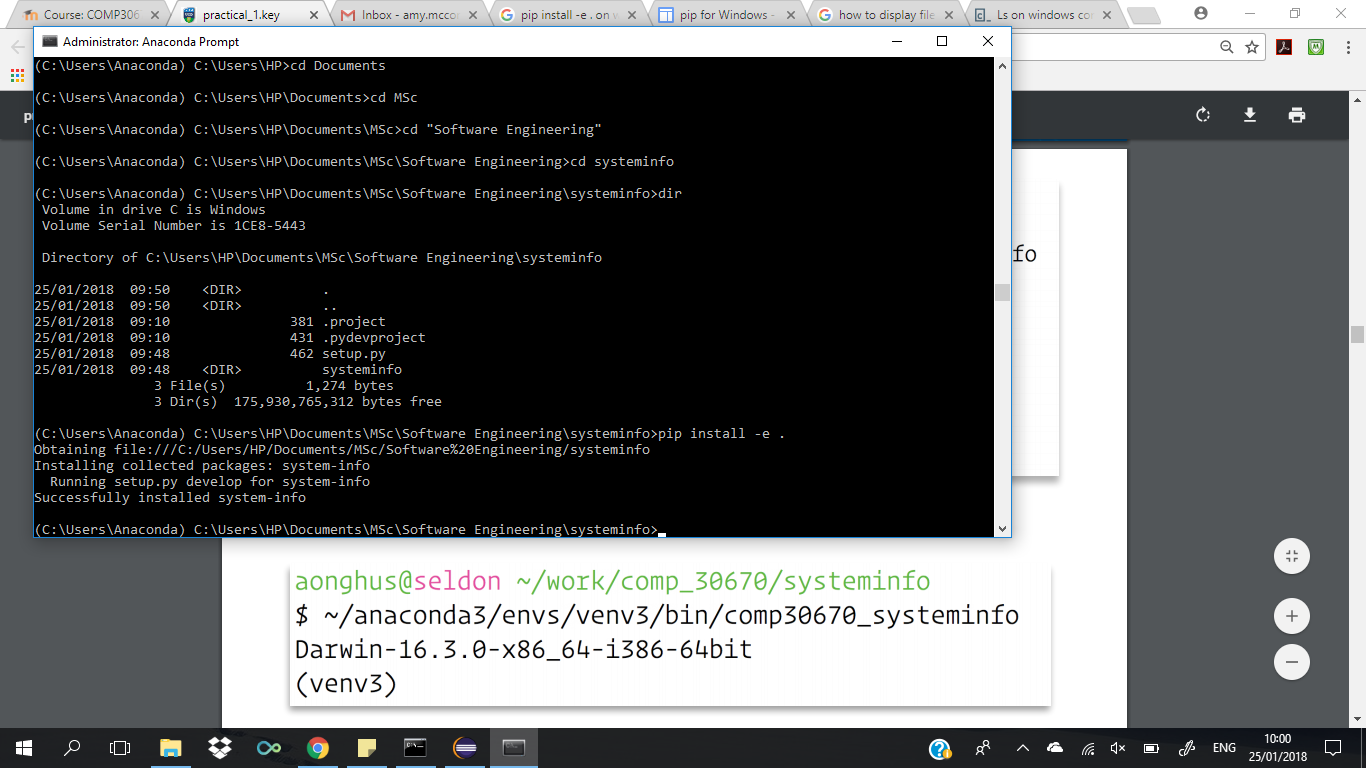 Course: COMP306
practical_1.key
Inbox - amy.mcco
pip install -e . on w
pip for Windows -
how to display file
Ls on windows co
Administrator: Anaconda Prompt
(C:\Users\Anaconda) C:\Users\HP>cd Documents
(C:\Users\Anaconda) C:\Users\HP\Documents>cd MSc
(C:\Users\Anaconda) C:\Users\HP\Documents\MSc>cd "Software Engineering"
(C:\Users\Anaconda) C:\Users\HP\Documents\MSc\Software Engineering>cd systeminfo
(C:\Users\Anaconda) C:\Users\HP\Documents\MSc\Software Engineering\systeminfo>dir
Volume in drive C is Windows
Volume Serial Number is 1CE8-5443
Directory of C:\Users\HP\Documents\MSc\Software Engineering\systeminfo
25/01/2018  09:50    <DIR>          .
25/01/2018  09:50    <DIR>          ..
25/01/2018  09:10               381 .project
25/01/2018  09:10               431 .pydevproject
25/01/2018  09:48               462 setup.py
25/01/2018  09:48    <DIR>          systeminfo
3 File(s)          1,274 bytes
3 Dir(s)  175,930,765,312 bytes free
(C:\Users\Anaconda) C:\Users\HP\Documents\MSc\Software Engineering\systeminfo>pip install -e .
Obtaining file:///C:/Users/HP/Documents/MSc/Software%20Engineering/systeminfo
Installing collected packages: system-info
Running setup.py develop for system-info
Successfully installed system-info
(C:\Users\Anaconda) C:\Users\HP\Documents\MSc\Software Engineering\systeminfo>
fo
aonghus@seldon ~/work/comp_30670/systeminfo
$ ~/anaconda3/envs/venv3/bin/comp30670_systeminfo
Darwin-16.3.0-x86_64-i386-64bit
(venv3)
ENG
10:00
25/01/2018